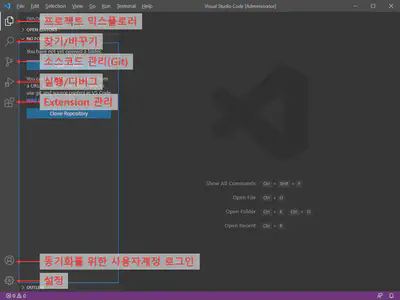 File Edit Selection View Go Run Terminal Help
Visual Studio Code [Administrator]
프로젝트 익스플로러
OPEN EDITORS
찾기/바꾸기
NO FO
You have not yet opened a folder.
소스코드 관리(Git)
실행/디버그
Extension 관리
Clone Repository
Show All Commands Ctrl + Shift + P
Open File Ctrl + O
Open Folder Ctrl + K Ctrl + O
Open Recent Ctrl + R
동기화를 위한 사용자계정 로그인
설정
OUTLINE
0 0